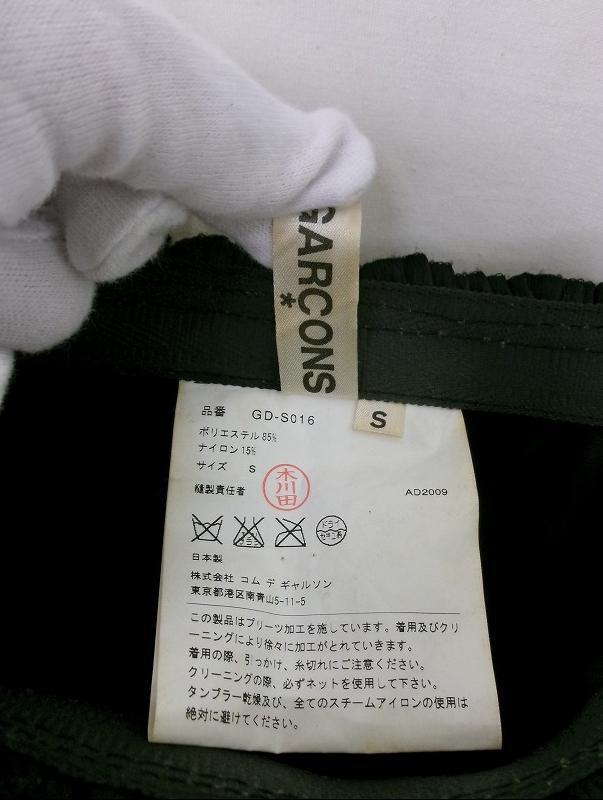 GARCONS
*
S
品番 GD-S016
ポリエステル 85%
ナイロン 15%
サイズ S
縫製責任者 木川田 AD2009
ドライ
セキユ系
日本製
株式会社 コム デ ギャルソン
東京都港区南青山5-11-5
この製品はプリーツ加工を施しています。着用及びクリ
ーニングにより徐々に加工がとれていきます。
着用の際、引っかけ、糸切れにご注意ください。
クリーニングの際、必ずネットを使用して下さい。
タンブラー乾燥及び、全てのスチームアイロンの使用は
絶対に避けてください。